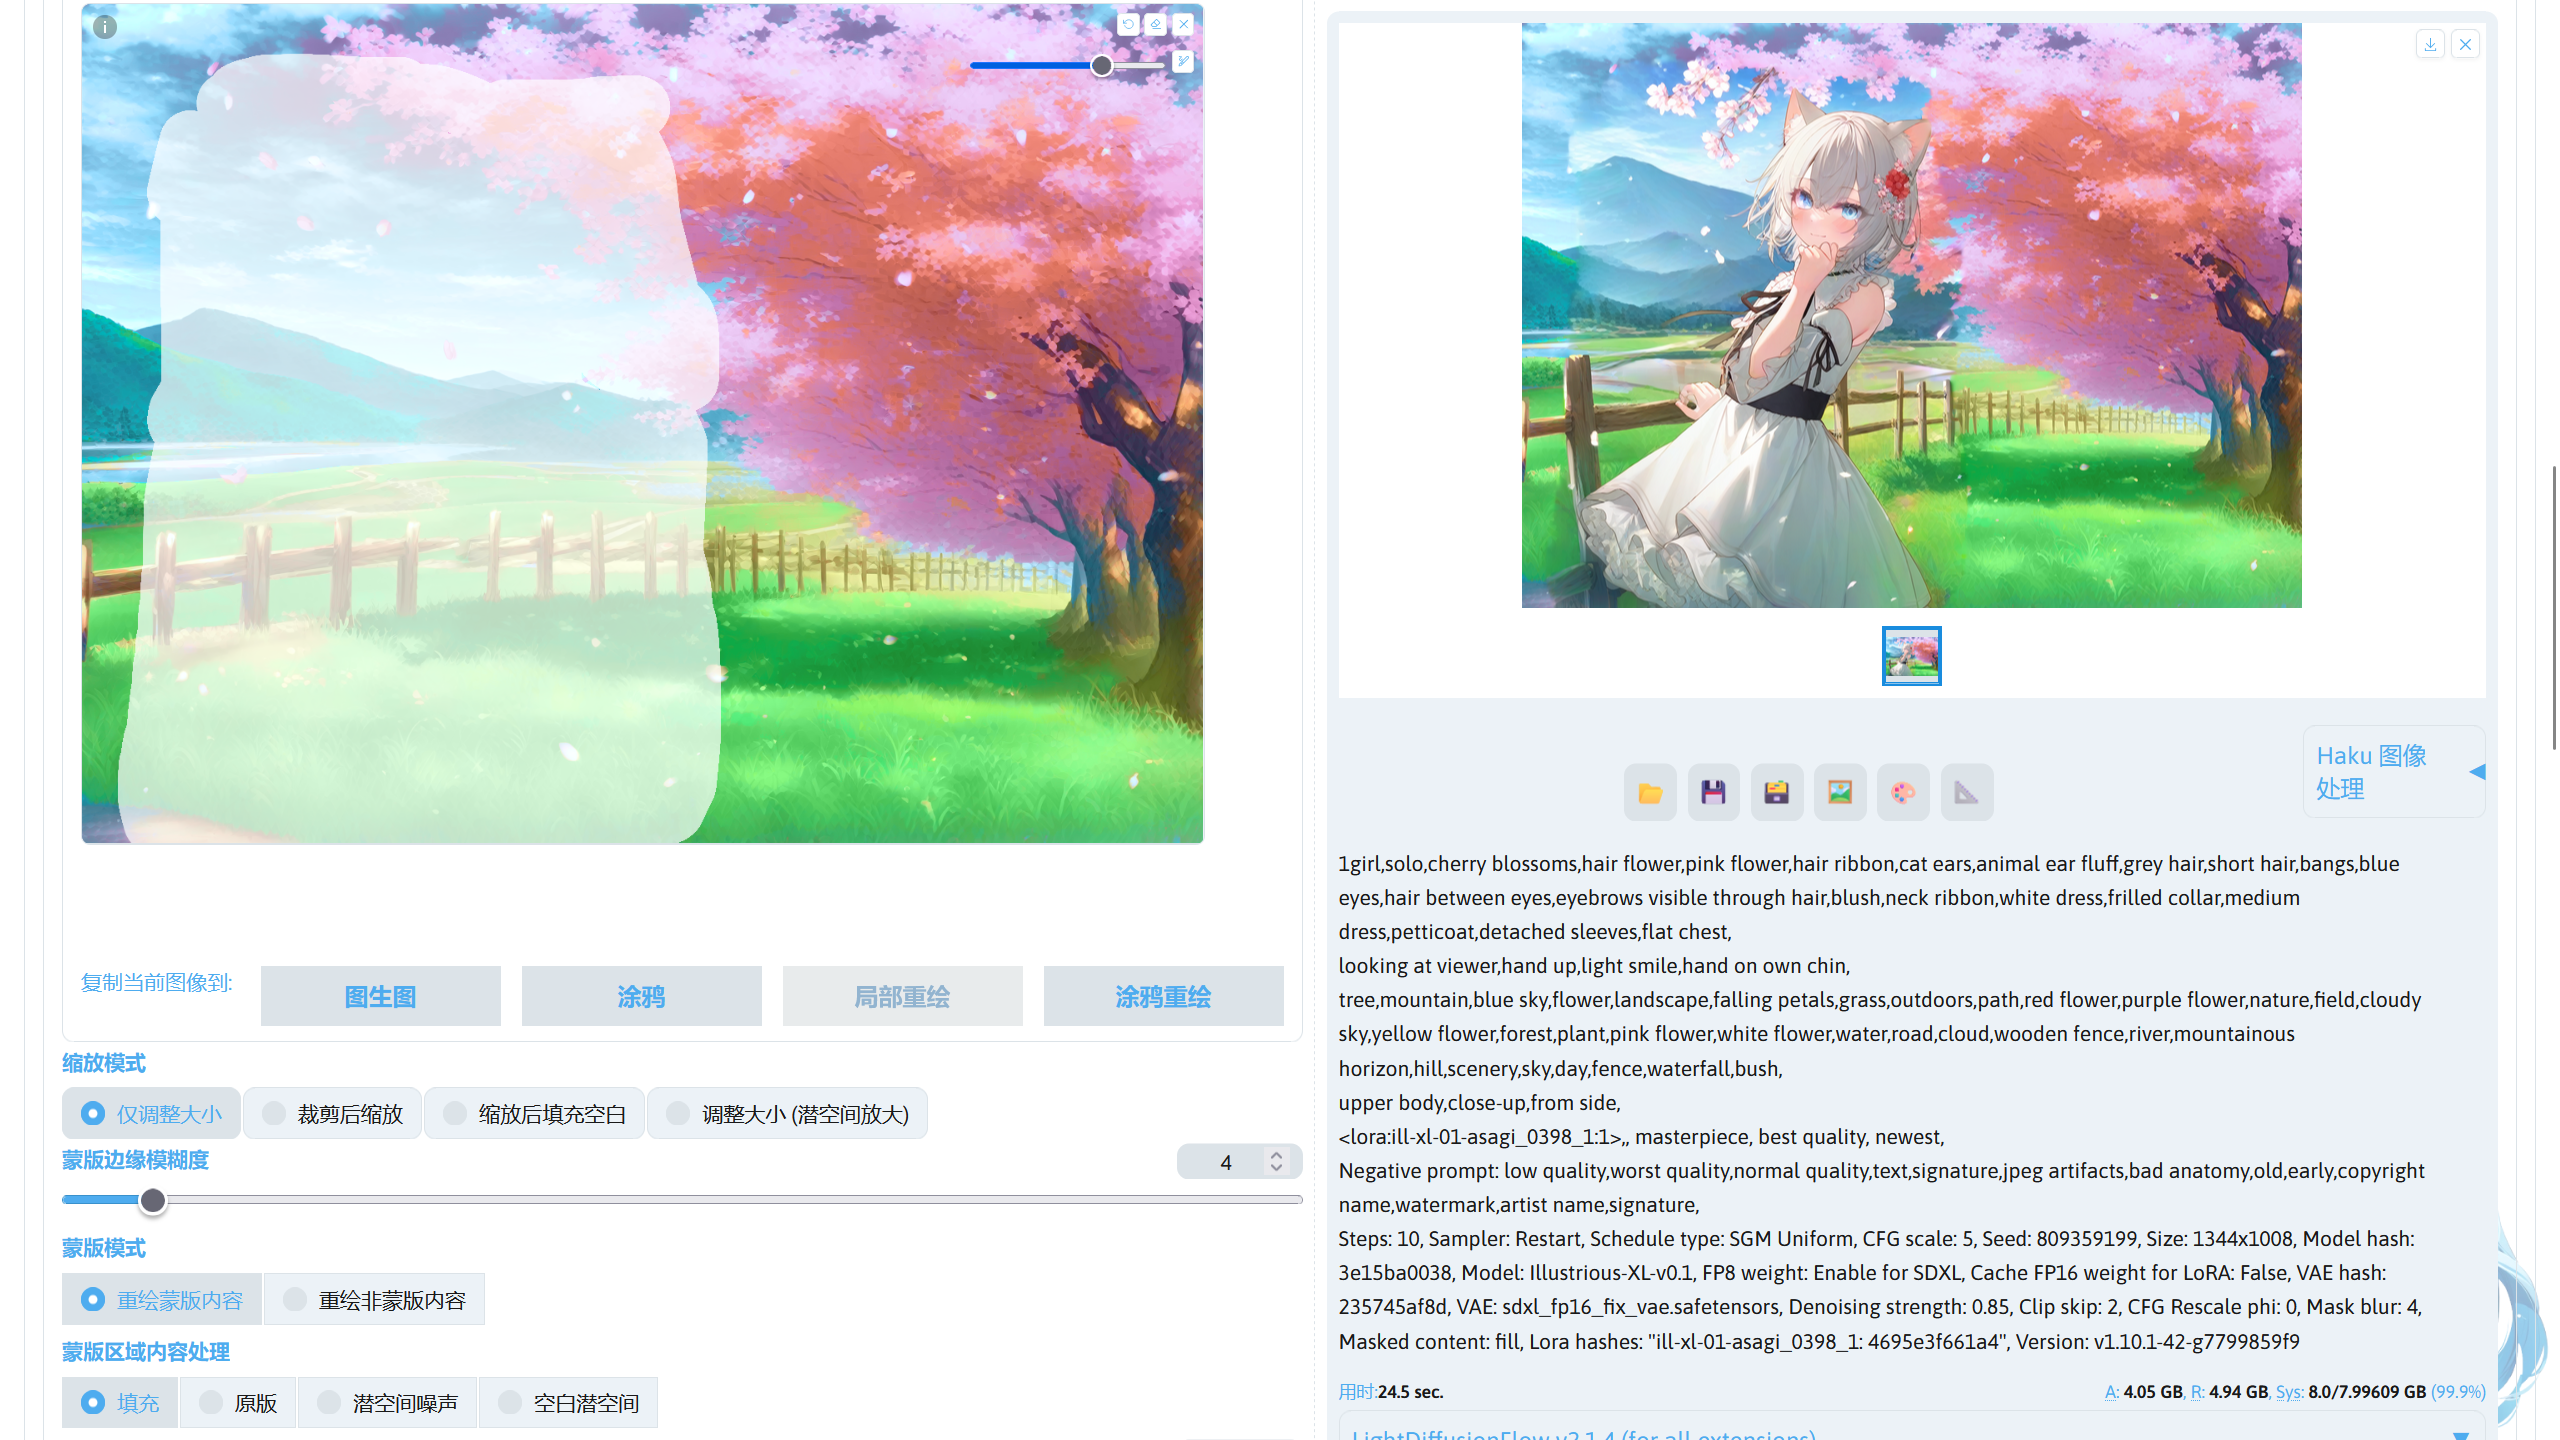 复制当前图像到:
图生图
涂鸦
局部重绘
涂鸦重绘
缩放模式
仅调整大小
裁剪后缩放
缩放后填充空白
调整大小 (潜空间放大)
蒙版边缘模糊度
4
蒙版模式
重绘蒙版内容
重绘非蒙版内容
蒙版区域内容处理
填充
原版
潜空间噪声
空白潜空间
Haku 图像
处理
1girl,solo,cherry blossoms,hair flower,pink flower,hair ribbon,cat ears,animal ear fluff,grey hair,short hair,bangs,blue
eyes,hair between eyes,eyebrows visible through hair,blush,neck ribbon,white dress,frilled collar,medium
dress,petticoat,detached sleeves,flat chest,
looking at viewer,hand up,light smile,hand on own chin,
tree,mountain,blue sky,flower,landscape,falling petals,grass,outdoors,path,red flower,purple flower,nature,field,cloudy
sky,yellow flower,forest,plant,pink flower,white flower,water,road,cloud,wooden fence,river,mountainous
horizon,hill,scenery,sky,day,fence,waterfall,bush,
upper body,close-up,from side,
<lora:ill-xl-01-asagi_0398_1:1>,, masterpiece, best quality, newest,
Negative prompt: low quality,worst quality,normal quality,text,signature,jpeg artifacts,bad anatomy,old,early,copyright
name,watermark,artist name,signature,
Steps: 10, Sampler: Restart, Schedule type: SGM Uniform, CFG scale: 5, Seed: 809359199, Size: 1344x1008, Model hash:
3e15ba0038, Model: Illustrious-XL-v0.1, FP8 weight: Enable for SDXL, Cache FP16 weight for LoRA: False, VAE hash:
235745af8d, VAE: sdxl_fp16_fix_vae.safetensors, Denoising strength: 0.85, Clip skip: 2, CFG Rescale phi: 0, Mask blur: 4,
Masked content: fill, Lora hashes: "ill-xl-01-asagi_0398_1: 4695e3f661a4", Version: v1.10.1-42-g7799859f9
用时:24.5 sec.
A: 4.05 GB, R: 4.94 GB, Sys: 8.0/7.99609 GB (99.9%)
LightDiffusionFlow v2.1.4 (for all extensions)